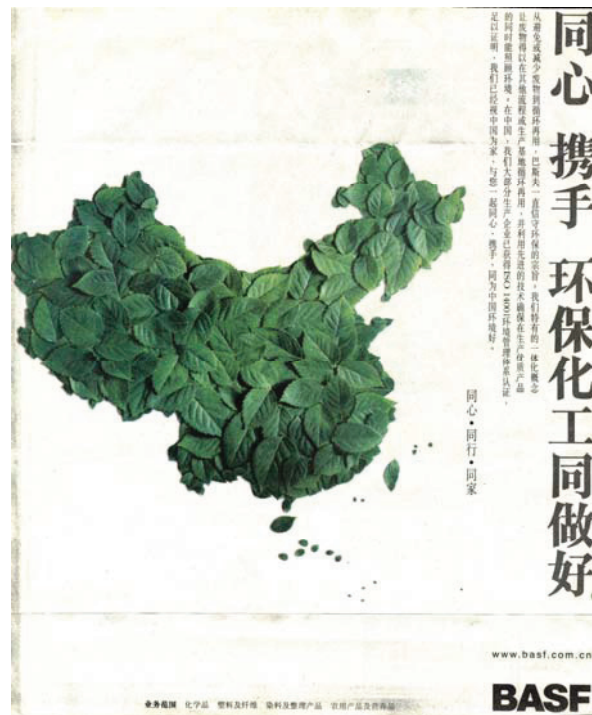 同心 携手 环保化工同做好
从避免或减少废物到循环再用，巴斯夫一直信守环保的宗旨。我们特有的一体化概念
让废物得以在其他流程或生产基地循环再用，并利用先进的技术确保在生产优质产品
的同时能照顾环境。在中国，我们大部分生产企业已获得ISO 14001环境管理体系认证，
足以证明，我们已经视中国为家，与您一起同心、携手、同为中国环境好。
同心·同行·同家
www.basf.com.cn
业务范围 化学品 塑料及纤维 染料及整理产品
BASF